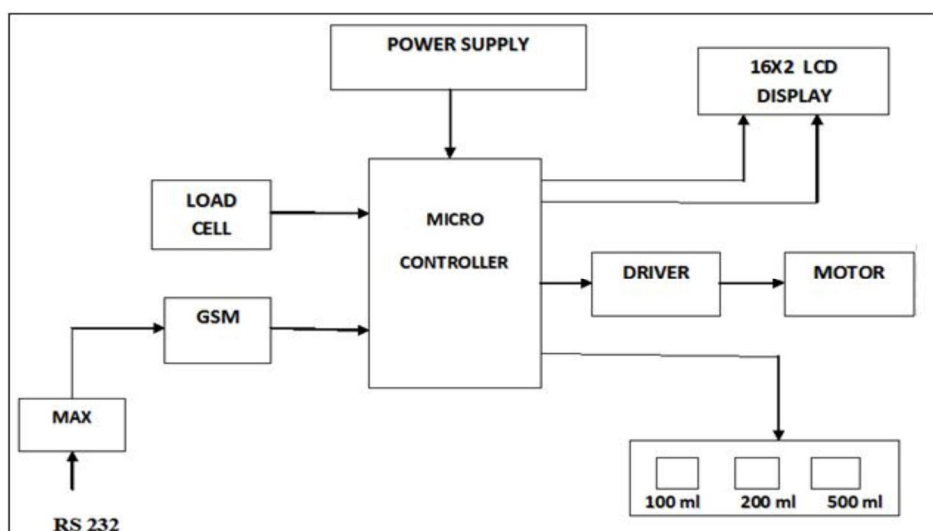 POWER SUPPLY
16X2 LCD
DISPLAY
LOAD
CELL
MICRO
CONTROLLER
DRIVER
MOTOR
GSM
MAX
RS 232
100 ml 200 ml 500 ml